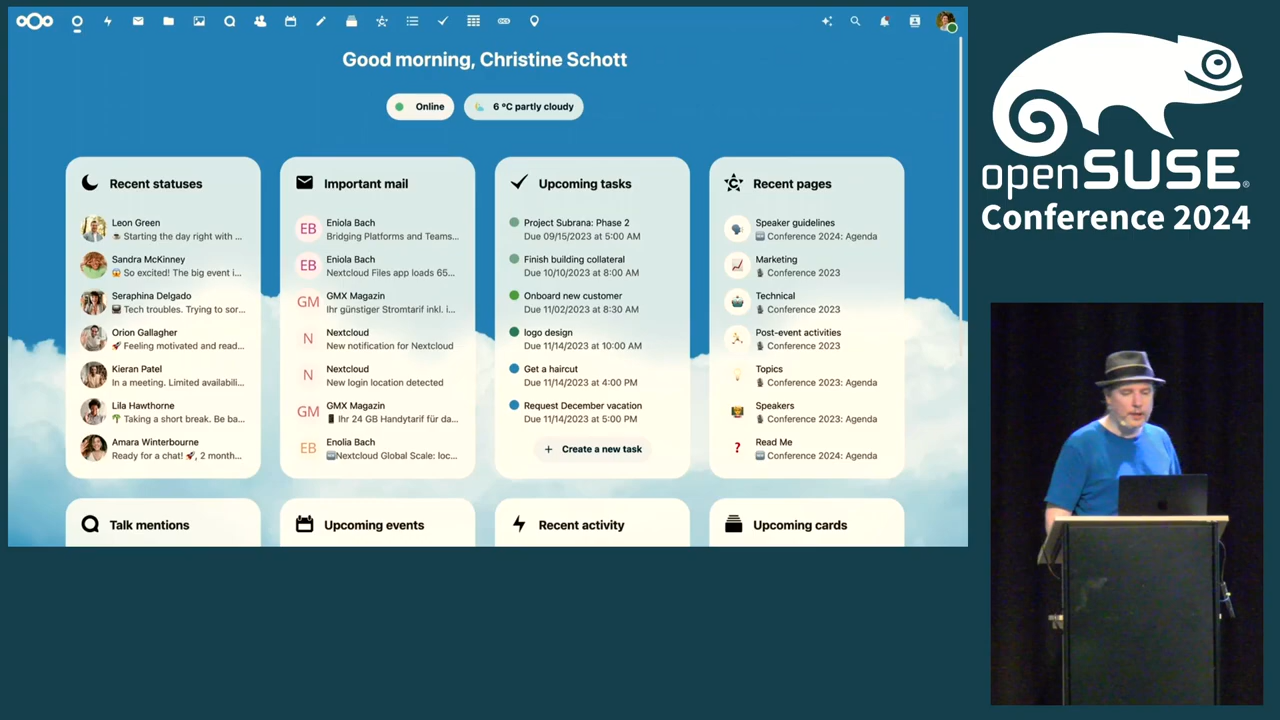 Good morning, Christine Schott
Online
6 °C partly cloudy
Recent statuses
Leon Green
Starting the day right with ...
Sandra McKinney
So excited! The big event i...
Seraphina Delgado
Tech troubles. Trying to sor...
Orion Gallagher
Feeling motivated and read...
Kieran Patel
In a meeting. Limited availabili...
Lila Hawthorne
Taking a short break. Be ba...
Amara Winterbourne
Ready for a chat! 🚀, 2 month...
Important mail
EB
Eniola Bach
Bridging Platforms and Teams...
EB
Eniola Bach
Nextcloud Files app loads 65...
GM
GMX Magazin
Ihr günstiger Stromtarif inkl. i...
N
Nextcloud
New notification for Nextcloud
N
Nextcloud
New login location detected
GM
GMX Magazin
Ihr 24 GB Handytarif für da...
EB
Enolia Bach
Nextcloud Global Scale: loc...
Upcoming tasks
Project Subrana: Phase 2
Due 09/15/2023 at 5:00 AM
Finish building collateral
Due 10/10/2023 at 8:00 AM
Onboard new customer
Due 11/02/2023 at 8:30 AM
logo design
Due 11/14/2023 at 10:00 AM
Get a haircut
Due 11/14/2023 at 4:00 PM
Request December vacation
Due 11/14/2023 at 5:00 PM
+ Create a new task
Recent pages
Speaker guidelines
Conference 2024: Agenda
Marketing
Conference 2023
Technical
Conference 2023
Post-event activities
Conference 2023
Topics
Conference 2023: Agenda
Speakers
Conference 2023: Agenda
?
Read Me
Conference 2024: Agenda
Talk mentions
Upcoming events
Recent activity
Upcoming cards
openSUSE®
Conference 2024